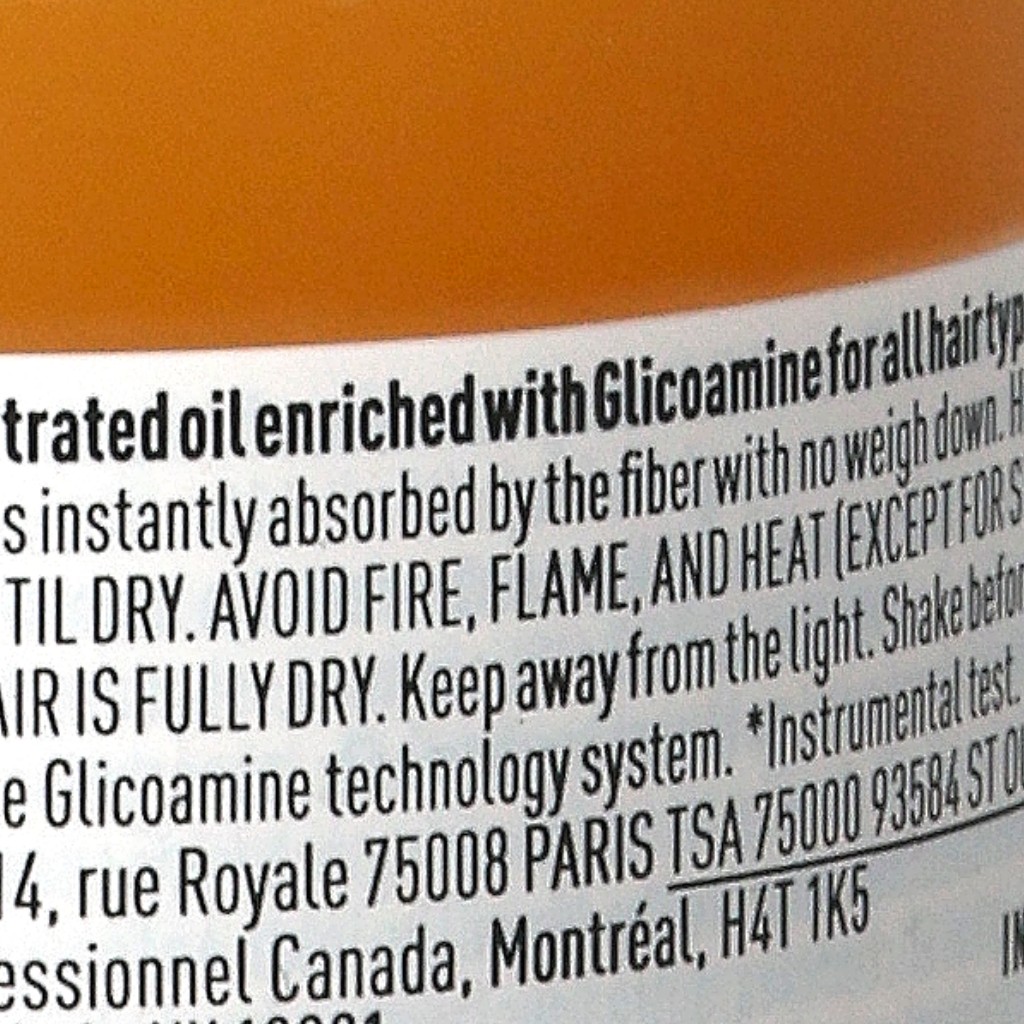 trated oil enriched with Glicoamine for all hair typ
s instantly absorbed by the fiber with no weigh down. H
TIL DRY. AVOID FIRE, FLAME, AND HEAT (EXCEPT FOR S
AIR IS FULLY DRY. Keep away from the light. Shake befor
e Glicoamine technology system. *Instrumental test.
14, rue Royale 75008 PARIS TSA 75000 93584 ST OU
essionnel Canada, Montréal, H4T 1K5
IN